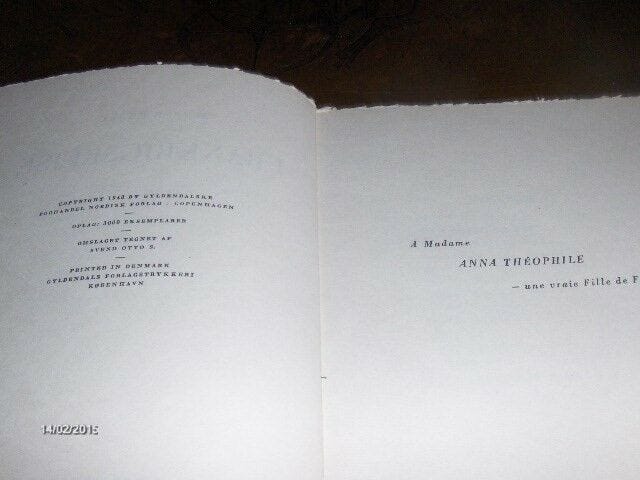 COPYRIGHT 1948 BY GYLDENDALSKE
BOGHANDEL NORDISK FORLAG · COPENHAGEN
OPLAG: 3000 EKSEMPLARER
OMSLAGET TEGNET AF
SVEND OTTO S.
PRINTED IN DENMARK
GYLDENDALS FORLAGSTRYKKERI
KØBENHAVN
A Madame
ANNA THÉOPHILE
— une vraie Fille de F
14/02/2015